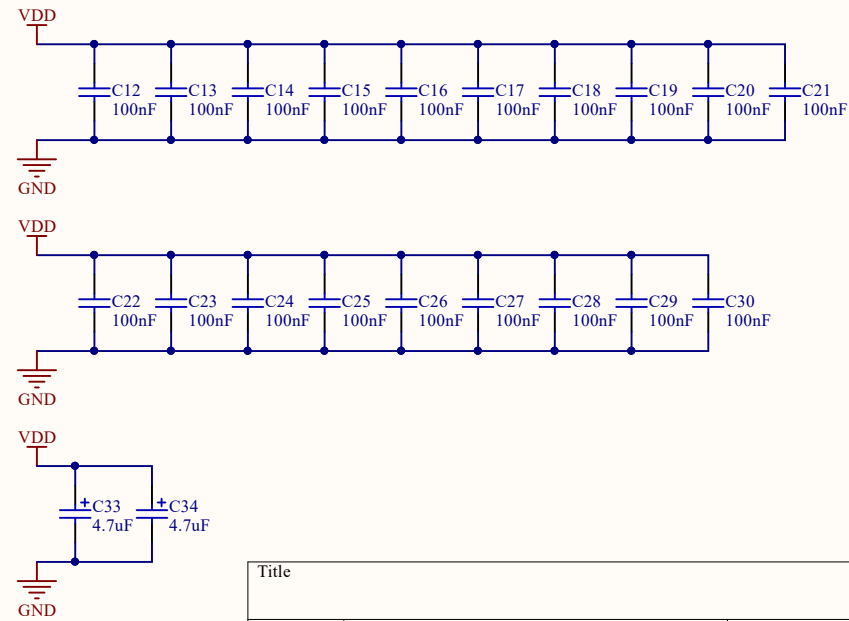 VDD
C12 C13 C14 C15 C16 C17 C18 C19 C20 C21
100nF 100nF 100nF 100nF 100nF 100nF 100nF 100nF 100nF 100nF
GND
VDD
C22 C23 C24 C25 C26 C27 C28 C29 C30
100nF 100nF 100nF 100nF 100nF 100nF 100nF 100nF 100nF
GND
VDD
+ C33 + C34
4.7uF 4.7uF
Title
GND